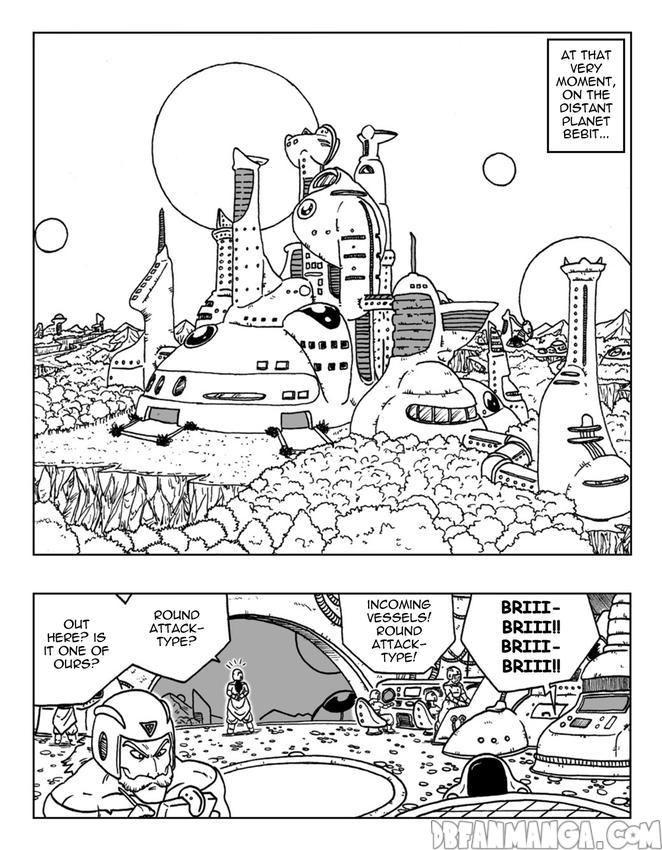 AT THAT
VERY
MOMENT,
ON THE
DISTANT
PLANET
BEBIT...
OUT
HERE? IS
IT ONE OF
OURS?
ROUND
ATTACK-
TYPE?
INCOMING
VESSELS!
ROUND
ATTACK-
TYPE!
BRIII-
BRIII!!
BRIII-
BRIII!!
DBFANMANGA.COM